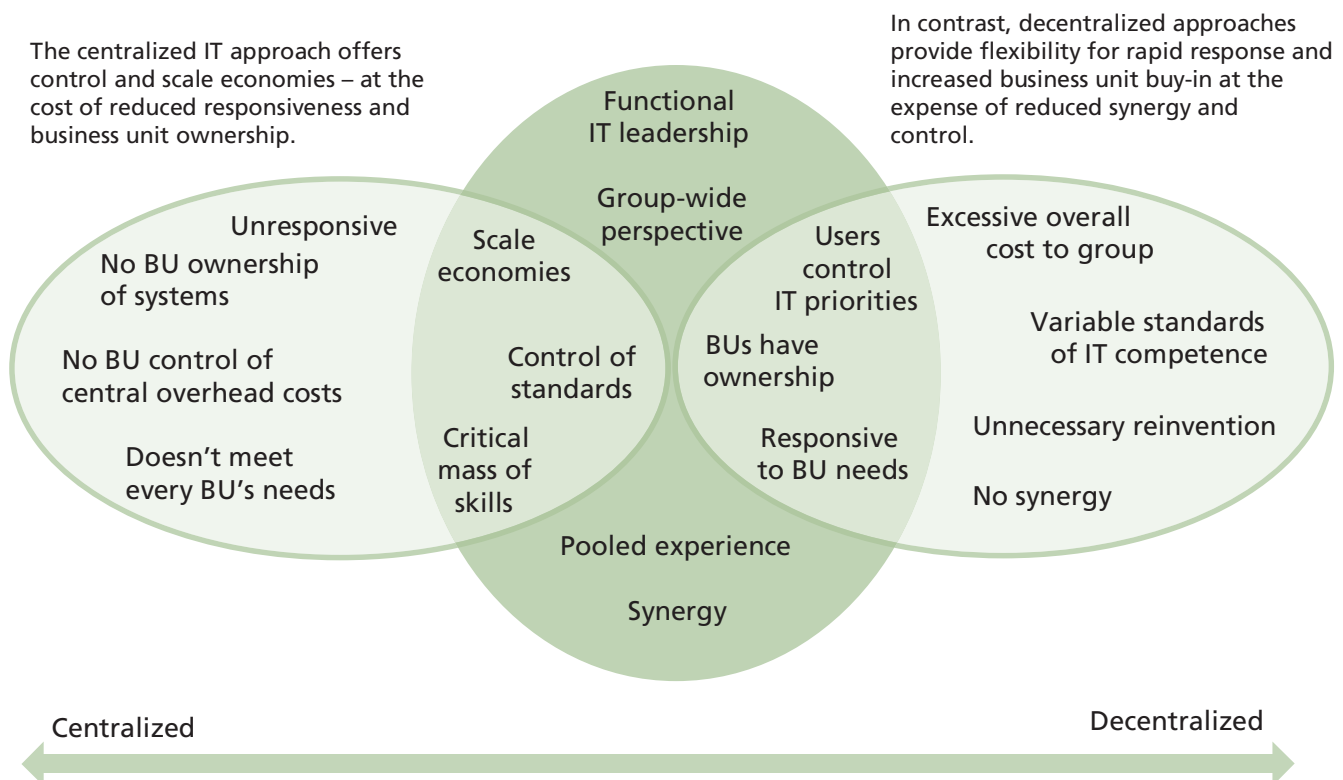 The centralized IT approach offers
control and scale economies – at the
cost of reduced responsiveness and
business unit ownership.
In contrast, decentralized approaches
provide flexibility for rapid response and
increased business unit buy-in at the
expense of reduced synergy and
control.
Functional
IT leadership
Group-wide
perspective
Unresponsive
No BU ownership
of systems
No BU control of
central overhead costs
Doesn't meet
every BU's needs
Scale
economies
Control of
standards
Critical
mass of
skills
Users
control
IT priorities
BUs have
ownership
Responsive
to BU needs
Excessive overall
cost to group
Variable standards
of IT competence
Unnecessary reinvention
No synergy
Pooled experience
Synergy
Centralized
Decentralized